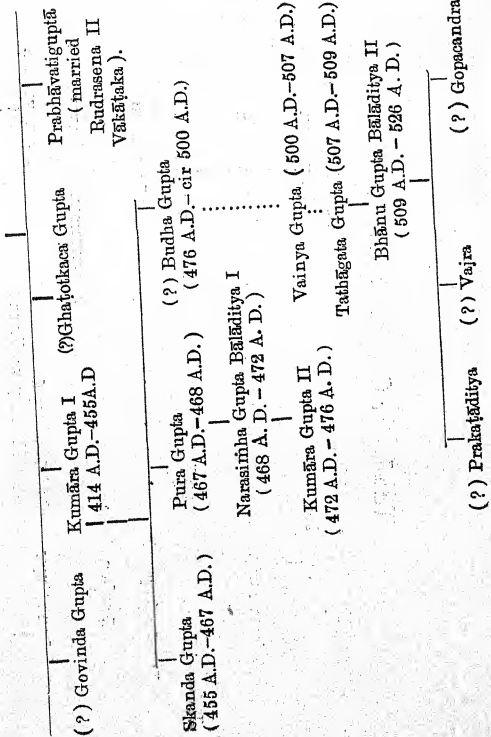 (?) Govinda Gupta
Kumāra Gupta I
414 A.D.-455A.D
(?)Ghaṭotkaca Gupta
Prabhāvatiguptā
( married
Rudrasena II
Vākāṭaka ).
Skanda Gupta
( 455 A.D.-467 A.D. )
Pura Gupta
( 467 A.D.-468 A.D. )
(?) Budha Gupta
( 476 A.D.- cir 500 A.D. )
Narasiṁha Gupta Bālāditya I
( 468 A. D. - 472 A. D. )
Kumāra Gupta II
( 472 A.D. - 476 A. D. )
Vainya Gupta ( 500 A.D.-507 A.D. )
Tathāgata Gupta (507 A.D.- 509 A.D. )
Bhānu Gupta Bālāditya II
( 509 A.D. - 526 A. D. )
(?) Prakaṭāditya
(?) Vajra
(?) Gopacandra